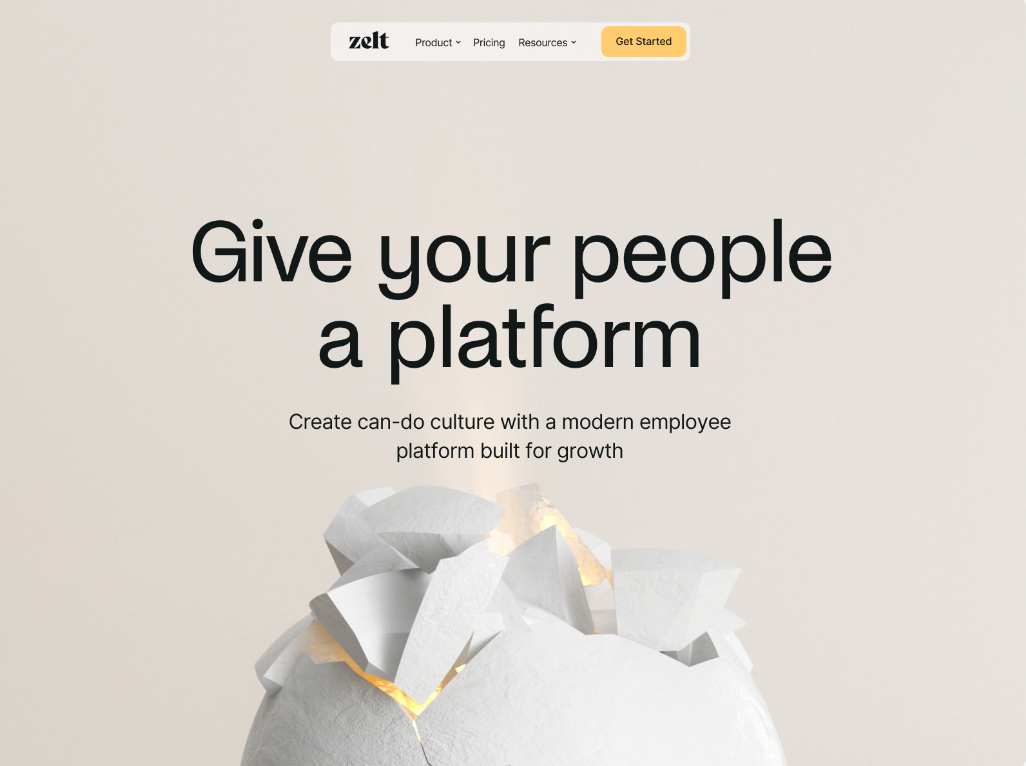 zelt
Product
Pricing
Resources
Get Started
Give your people
a platform
Create can-do culture with a modern employee
platform built for growth